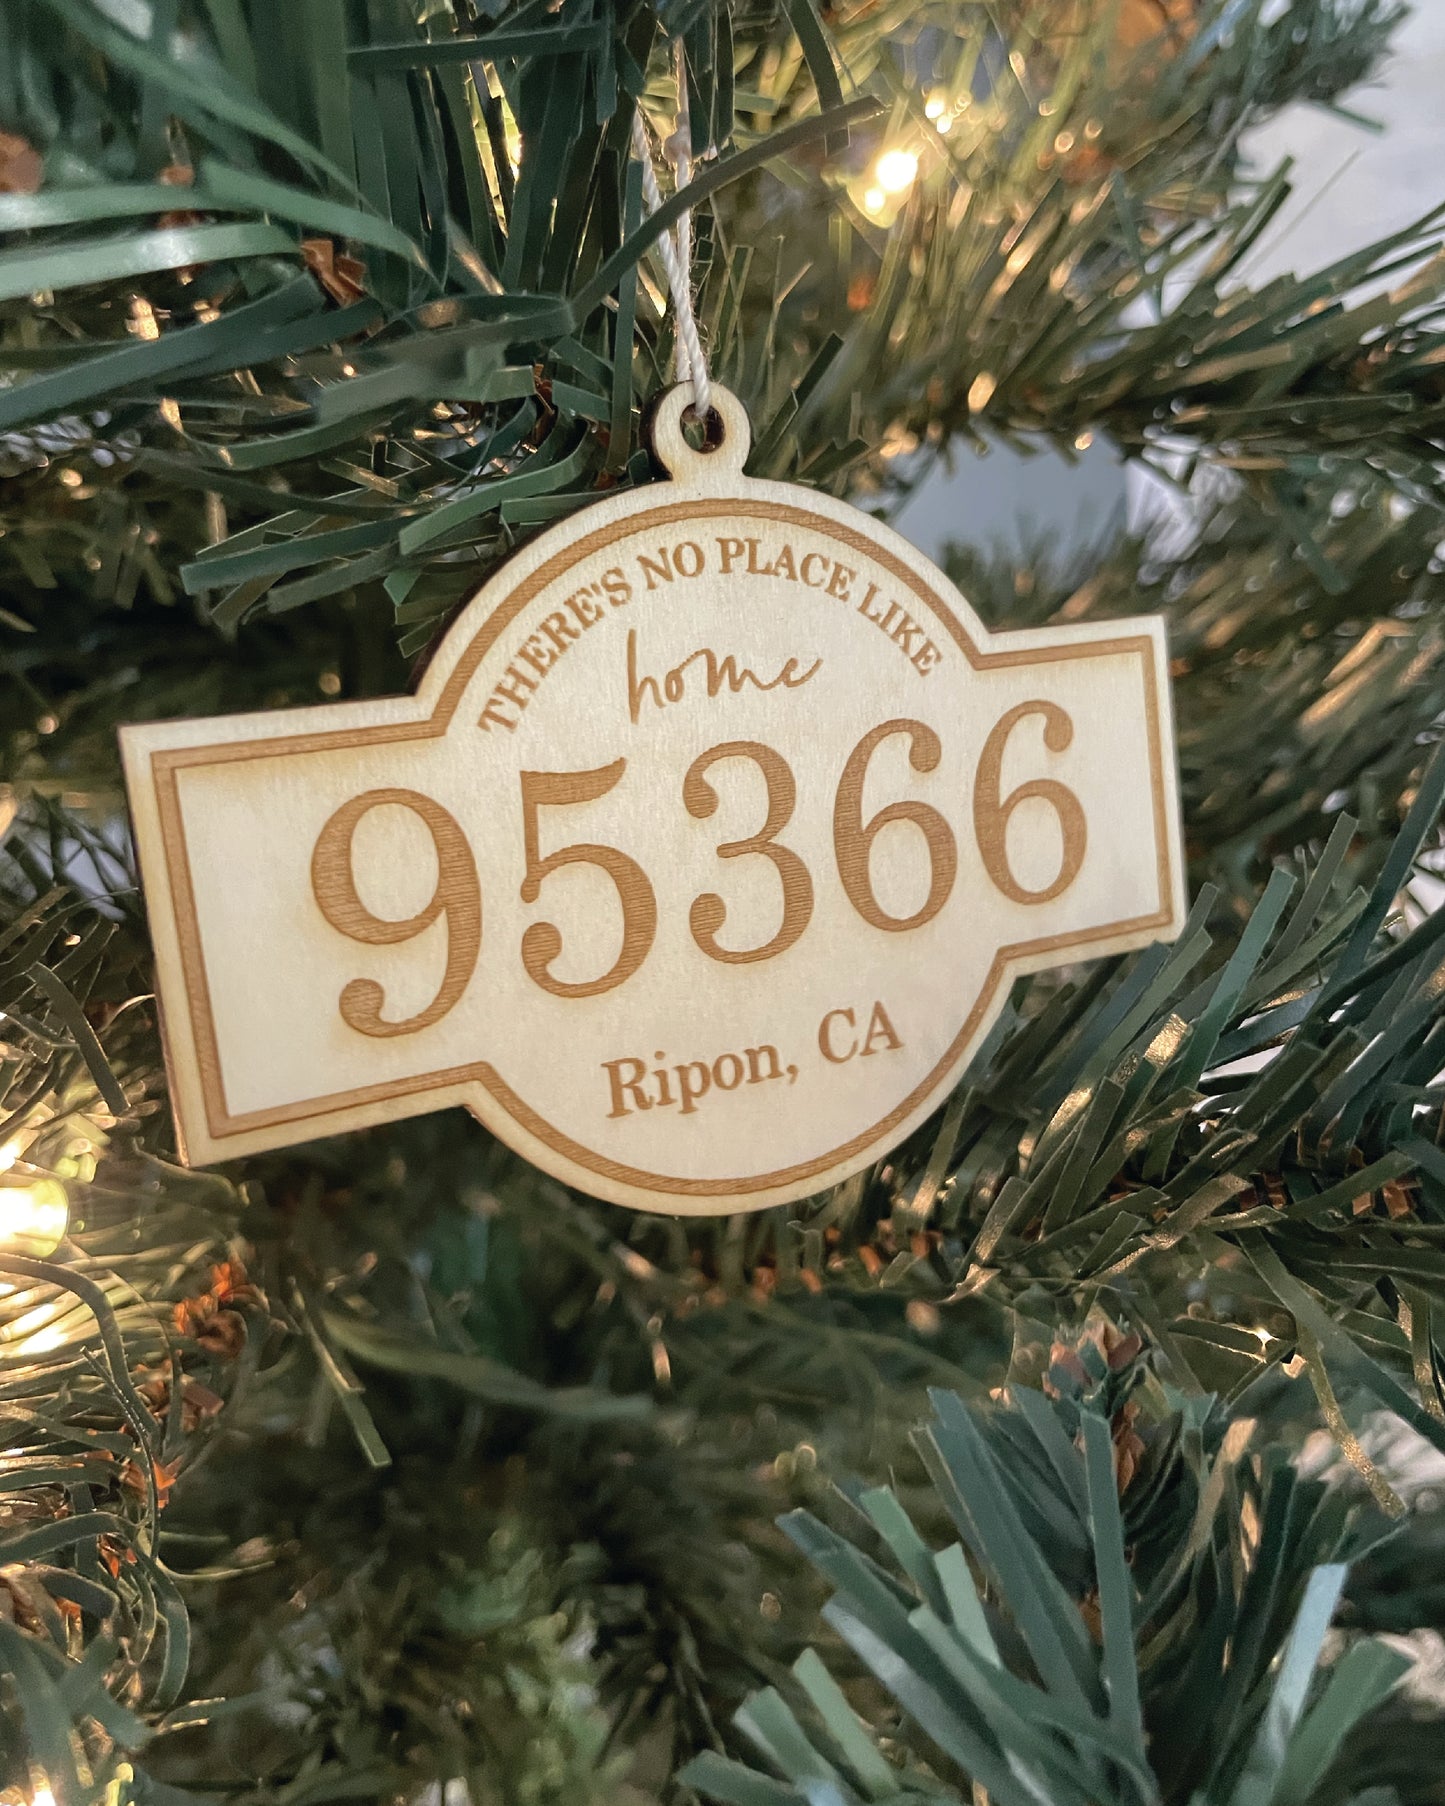 THERE'S NO PLACE LIKE
home
95366
Ripon, CA